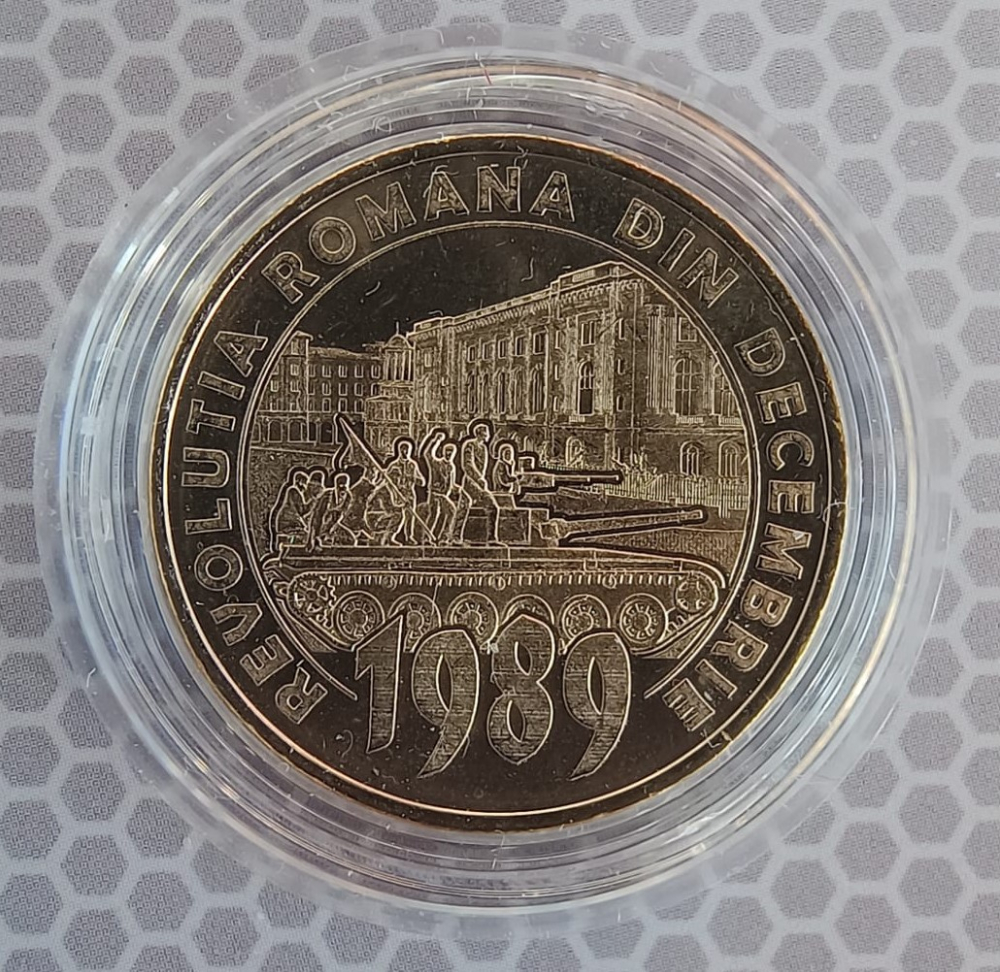 REVOLUTIA ROMANA DIN DECEMBRIE
1989